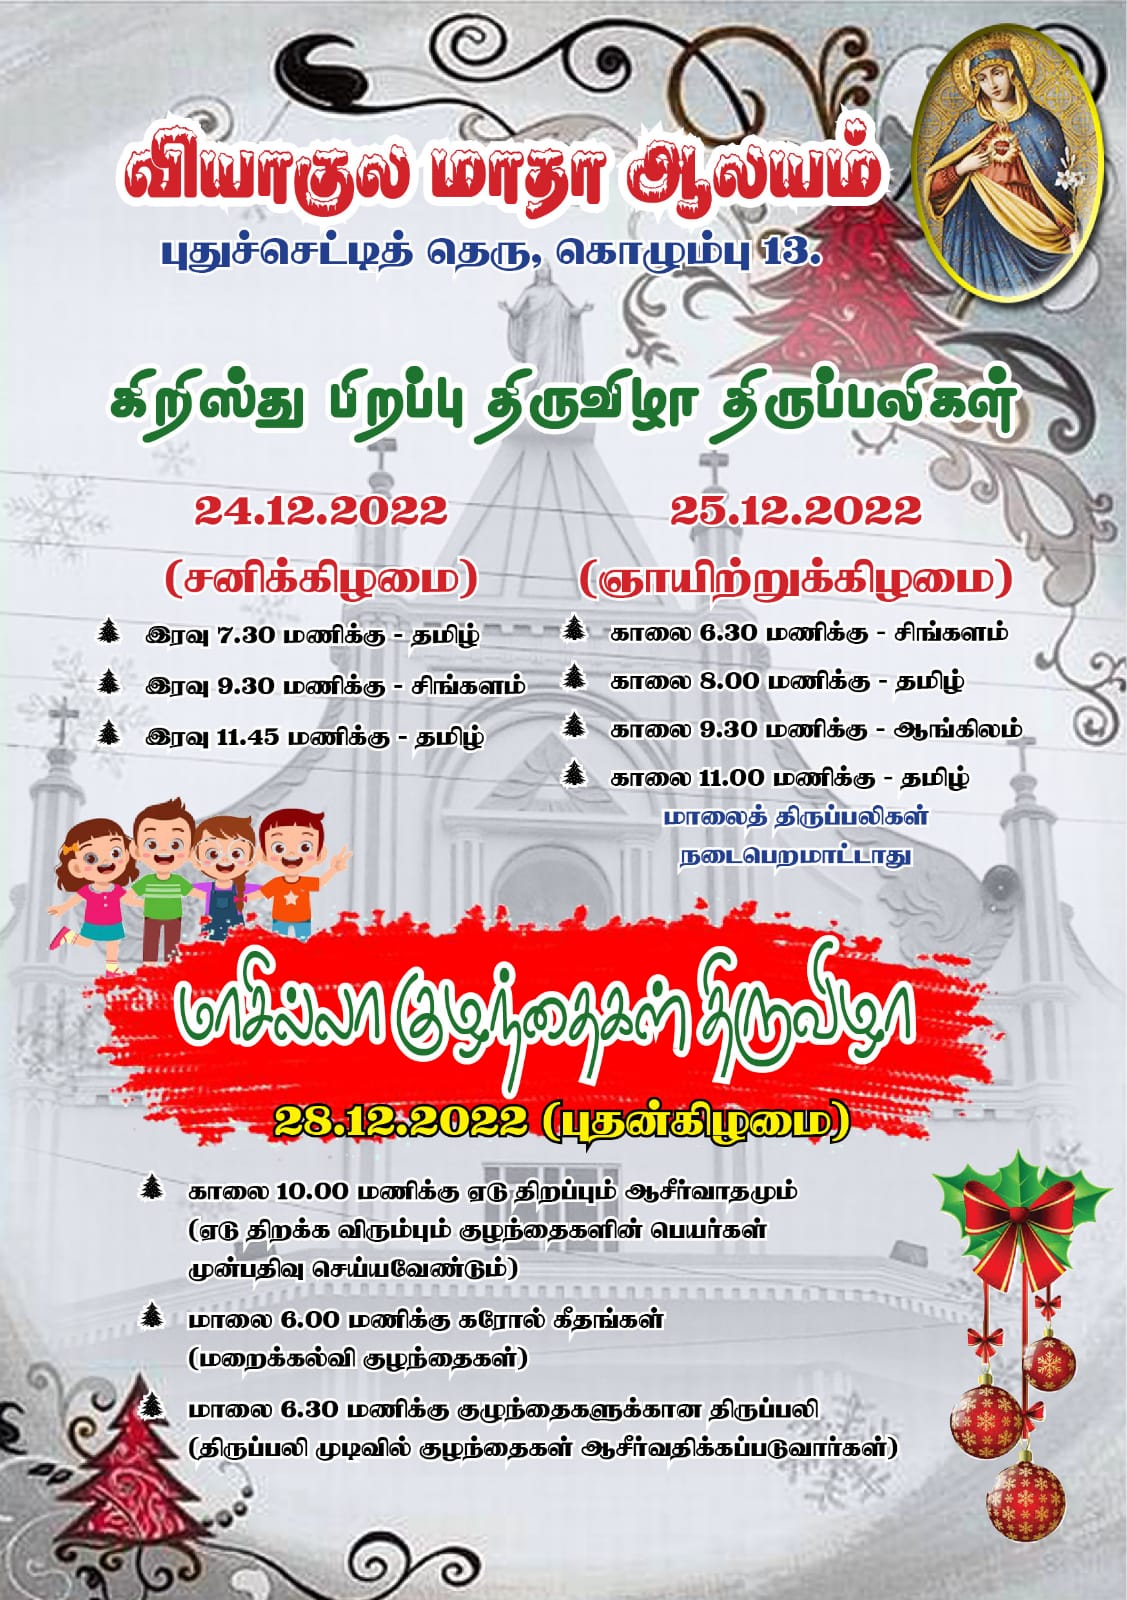 வியாகுல மாதா ஆலயம்
புதுச்செட்டித் தெரு, கொழும்பு 13.
கிறிஸ்து பிறப்பு திருவிழா திருப்பலிகள்
24.12.2022
(சனிக்கிழமை)
இரவு 7.30 மணிக்கு - தமிழ்
இரவு 9.30 மணிக்கு - சிங்களம்
இரவு 11.45 மணிக்கு - தமிழ்
25.12.2022
(ஞாயிற்றுக்கிழமை)
காலை 6.30 மணிக்கு - சிங்களம்
காலை 8.00 மணிக்கு - தமிழ்
காலை 9.30 மணிக்கு - ஆங்கிலம்
காலை 11.00 மணிக்கு - தமிழ்
மாலைத் திருப்பலிகள்
நடைபெறமாட்டாது
மாசில்லா குழந்தைகள் திருவிழா
28.12.2022 (புதன்கிழமை)
காலை 10.00 மணிக்கு ஏடு திறப்பும் ஆசீர்வாதமும்
(ஏடு திறக்க விரும்பும் குழந்தைகளின் பெயர்கள்
முன்பதிவு செய்யவேண்டும்)
மாலை 6.00 மணிக்கு கரோல் கீதங்கள்
(மறைக்கல்வி குழந்தைகள்)
மாலை 6.30 மணிக்கு குழுந்தைகளுக்கான திருப்பலி
(திருப்பலி முடிவில் குழந்தைகள் ஆசீர்வதிக்கப்படுவார்கள்)